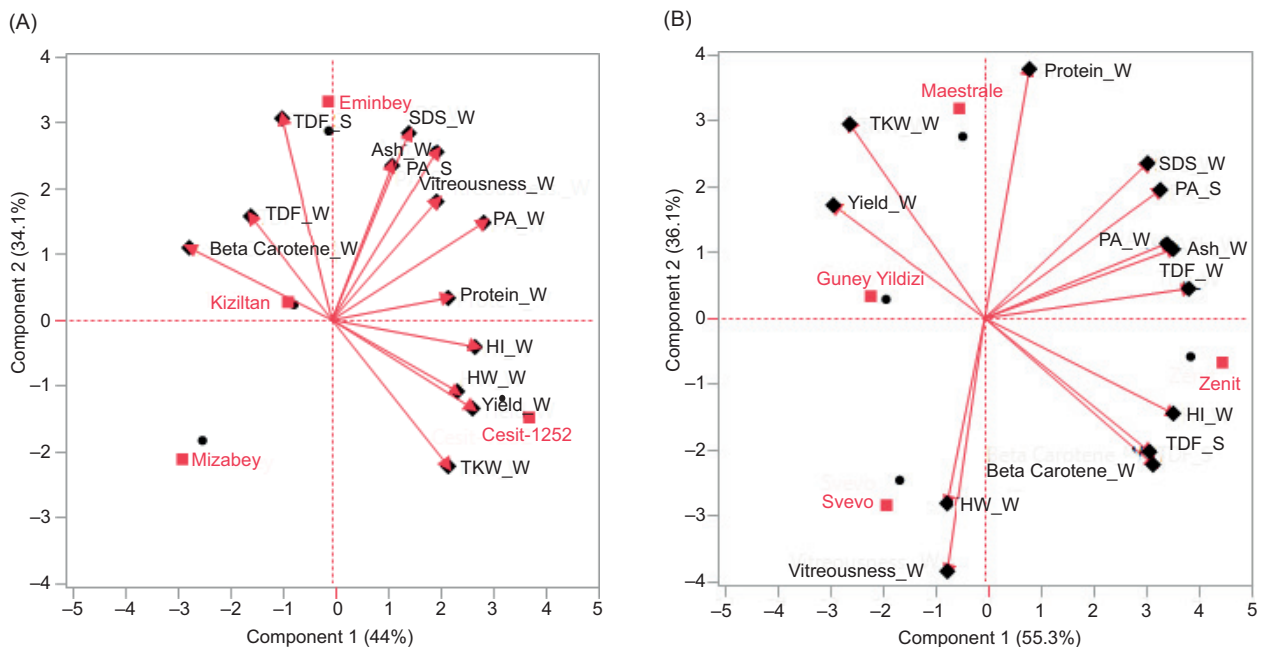 (A)
4
3
2
1
0
–1
–2
–3
–4
Component 2 (34.1%)
Eminbey
TDF_S
SDS_W
Ash_W
PA_S
Vitreousness_W
TDF_W
PA_W
Beta Carotene_W
Kiziltan
Protein_W
HI_W
HW_W
Yield_W
Cesit-1252
Mizabey
TKW_W
–5 –4 –3 –2 –1 0 1 2 3 4 5
Component 1 (44%)
(B)
4
3
2
1
0
–1
–2
–3
–4
Component 2 (36.1%)
Protein_W
Maestrale
TKW_W
SDS_W
PA_S
Yield_W
PA_W
Ash_W
TDF_W
Guney Yildizi
Zenit
HI_W
TDF_S
Beta Carotene_W
Svevo
HW_W
Vitreousness_W
–5 –4 –3 –2 –1 0 1 2 3 4 5
Component 1 (55.3%)